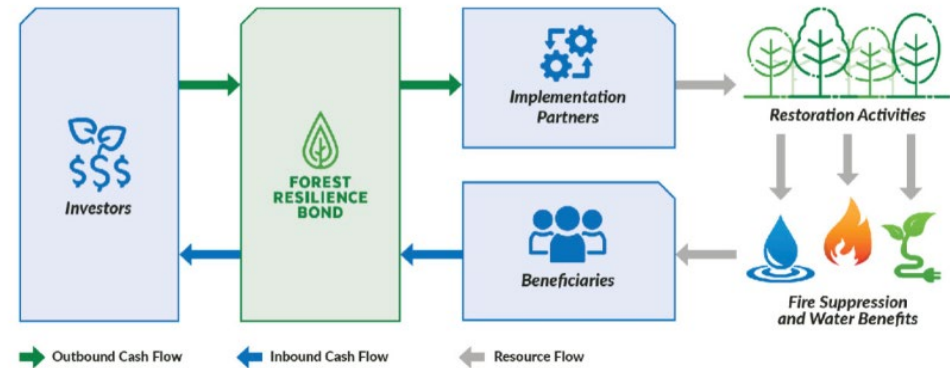 Investors
FOREST
RESILIENCE
BOND
Implementation
Partners
Restoration Activities
Beneficiaries
Fire Suppression
and Water Benefits
Outbound Cash Flow
Inbound Cash Flow
Resource Flow